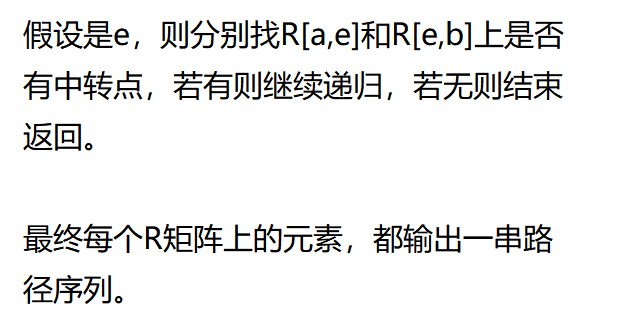 假设是e，则分别找R[a,e]和R[e,b]上是否
有中转点，若有则继续递归，若无则结束
返回。
最终每个R矩阵上的元素，都输出一串路
径序列。